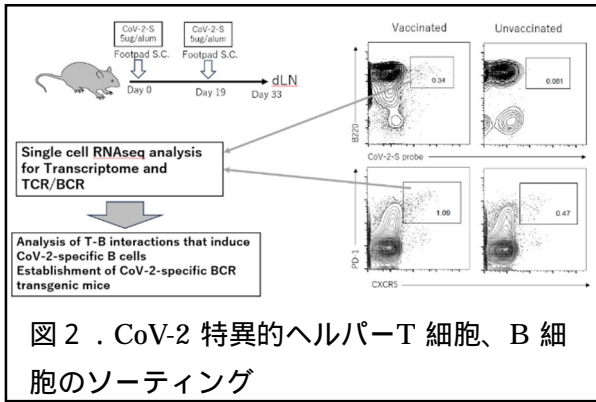 CoV-2-S
5ug/alum
Footpad S.C.
CoV-2-S
5ug/alum
Footpad S.C.
dLN
Day 0
Day 19
Day 33
Single cell RNAseq analysis
for Transcriptome and
TCR/BCR
Analysis of T-B interactions that induce
CoV-2-specific B cells
Establishment of CoV-2-specific BCR
transgenic mice
Vaccinated
Unvaccinated
B220
0.34
0.081
CoV-2-S probe
PD-1
1.09
0.47
CXCR5
図２．CoV-2 特異的ヘルパーT 細胞、B 細
胞のソーティング